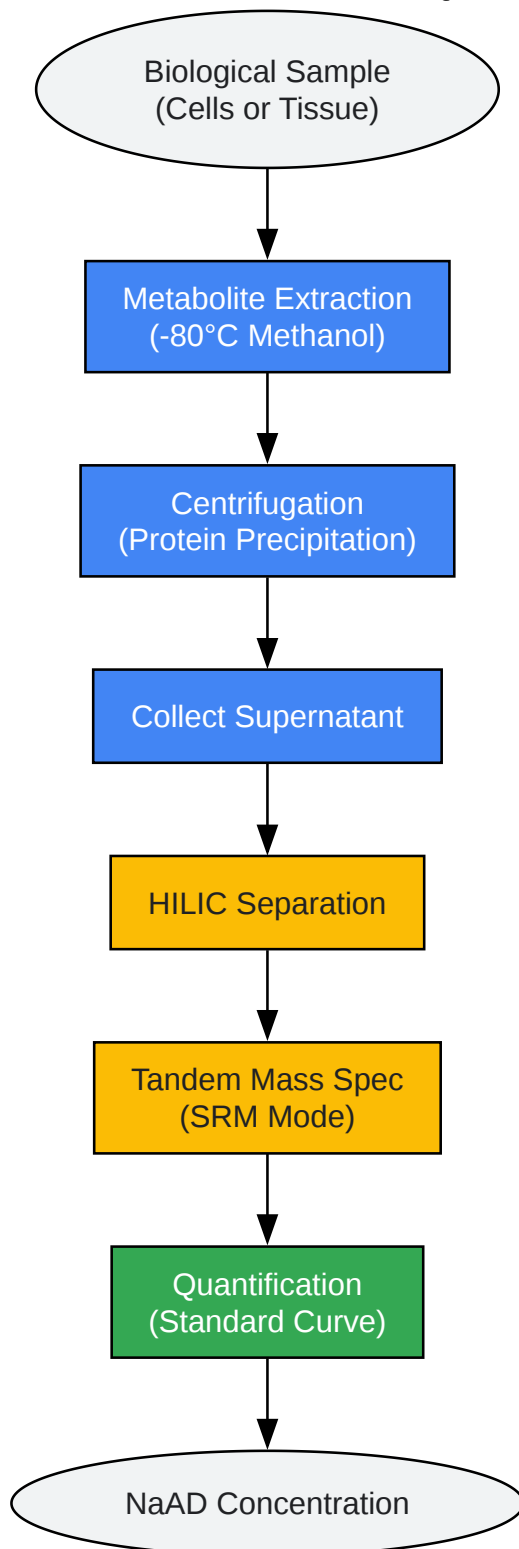 Biological Sample
(Cells or Tissue)
Metabolite Extraction
(-80°C Methanol)
Centrifugation
(Protein Precipitation)
Collect Supernatant
HILIC Separation
Tandem Mass Spec
(SRM Mode)
Quantification
(Standard Curve)
NaAD Concentration